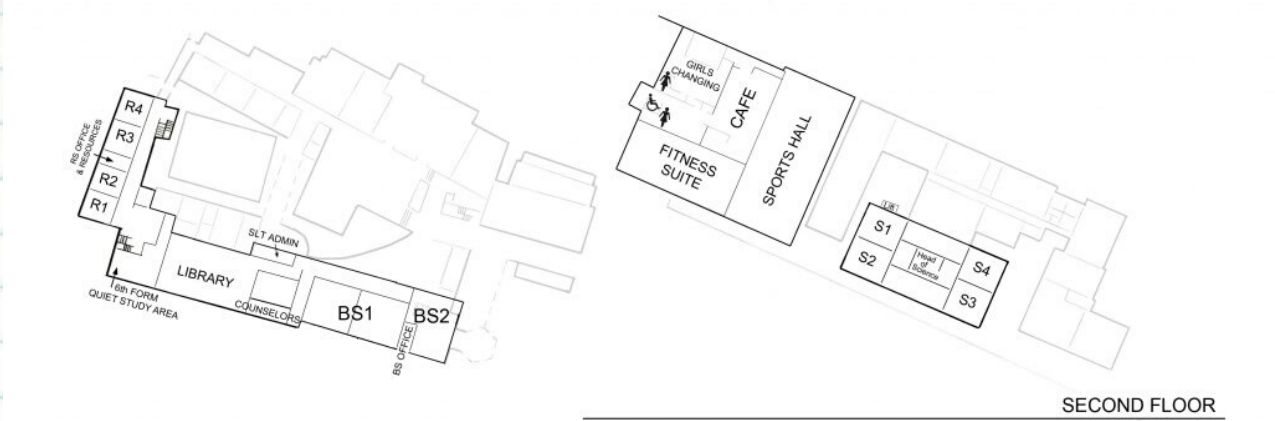 R4
R3
RS OFFICE
& RESOURCES
R2
R1
6th FORM
QUIET STUDY AREA
SLT ADMIN
LIBRARY
COUNSELORS
BS1
BS2
BS OFFICE
GIRLS
CHANGING
CAFE
FITNESS
SUITE
SPORTS HALL
Lift
S1
S2
Head
of
Science
S4
S3
SECOND FLOOR